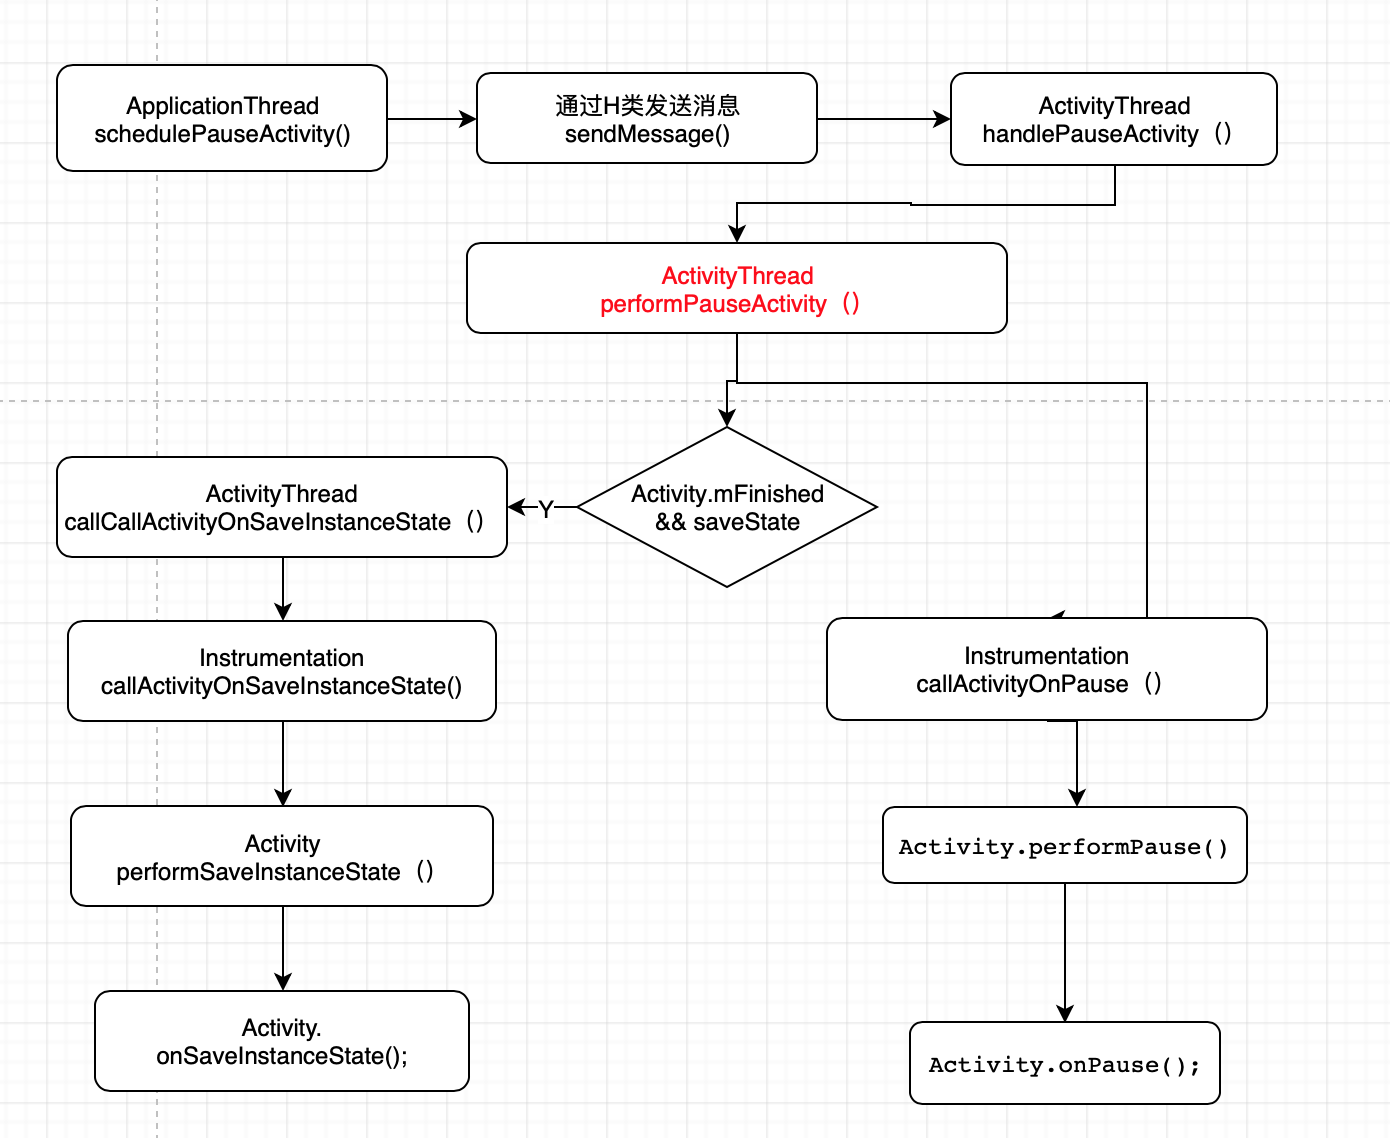 ApplicationThread
schedulePauseActivity()
通过H类发送消息
sendMessage()
ActivityThread
handlePauseActivity（）
ActivityThread
performPauseActivity（）
Activity.mFinished
&& saveState
Y
ActivityThread
callCallActivityOnSaveInstanceState（）
Instrumentation
callActivityOnSaveInstanceState()
Instrumentation
callActivityOnPause（）
Activity
performSaveInstanceState（）
Activity.performPause()
Activity.
onSaveInstanceState();
Activity.onPause();